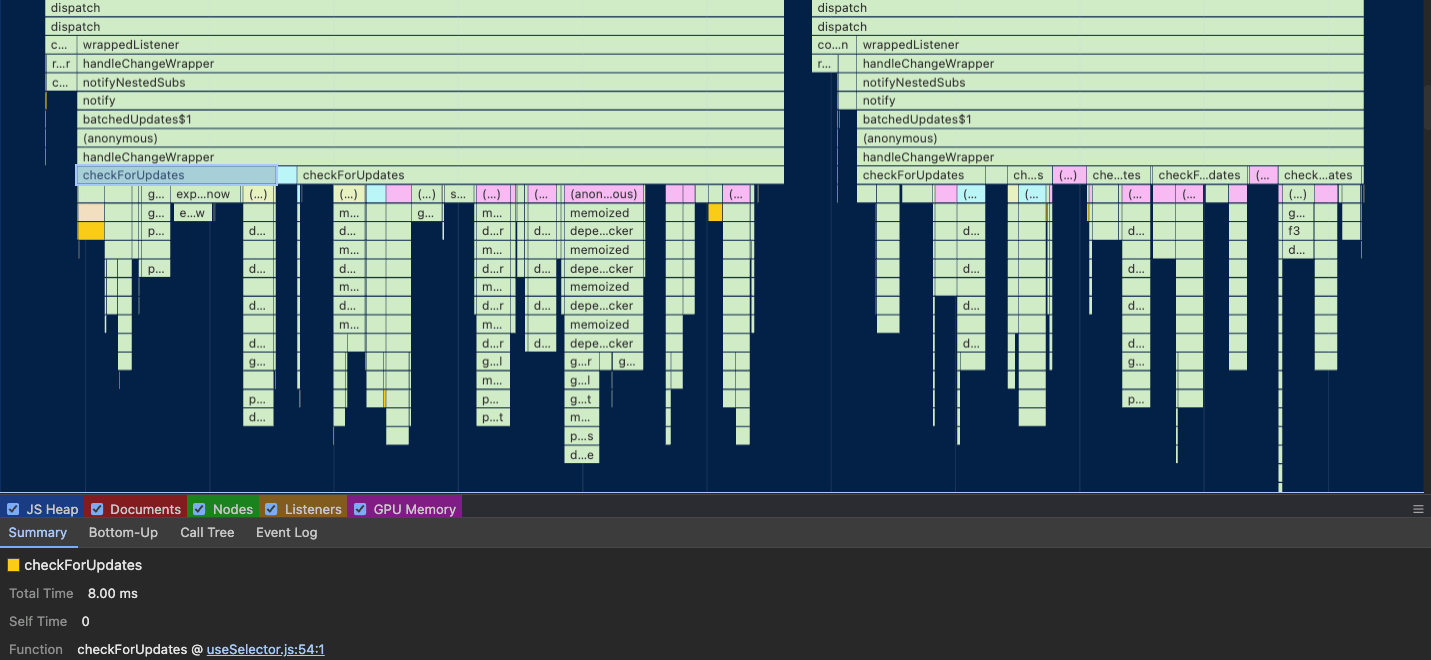 dispatch dispatch
dispatch dispatch
c... wrappedListener co...n wrappedListener
r...r handleChangeWrapper r... handleChangeWrapper
c... notifyNestedSubs notifyNestedSubs
notify notify
batchedUpdates$1 batchedUpdates$1
(anonymous) (anonymous)
handleChangeWrapper handleChangeWrapper
checkForUpdates checkForUpdates checkForUpdates ch...s (...) che...tes checkF...dates (... check...ates
g... exp...now (...) (...) (...) s... (...) (... (anon...ous) (... (... (... (... (... (...)
g... e...w m... g... m... memoized g...
p... d... d... d...r d... depe...cker d... d... f3
m... m... memoized d...
p... d... d... d...r d... depe...cker d... d...
m... m... memoized
d... d... d...r d... depe...cker d... d...
m... m... memoized
d... d...r d... depe...cker d... d...
g... g...l g...r g... g...
m... g...l
p... p... g...t p...
d... p...t m...
p...s
d...e
JS Heap Documents Nodes Listeners GPU Memory
Summary Bottom-Up Call Tree Event Log
checkForUpdates
Total Time 8.00 ms
Self Time 0
Function checkForUpdates @ useSelector.js:54:1